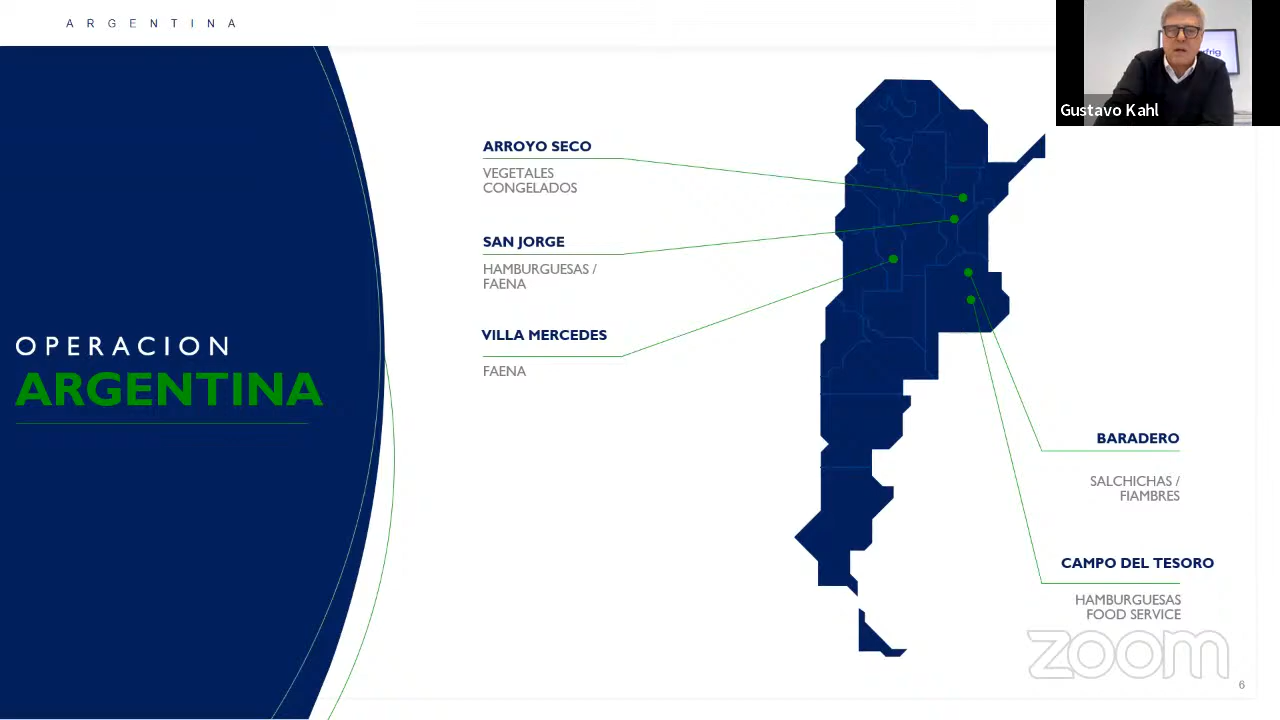 ARGENTINA
Gustavo Kahl
ARROYO SECO
VEGETALES
CONGELADOS
SAN JORGE
HAMBURGUESAS /
FAENA
VILLA MERCEDES
FAENA
OPERACION
ARGENTINA
BARADERO
SALCHICHAS /
FIAMBRES
CAMPO DEL TESORO
HAMBURGUESAS
FOOD SERVICE
zoom
6